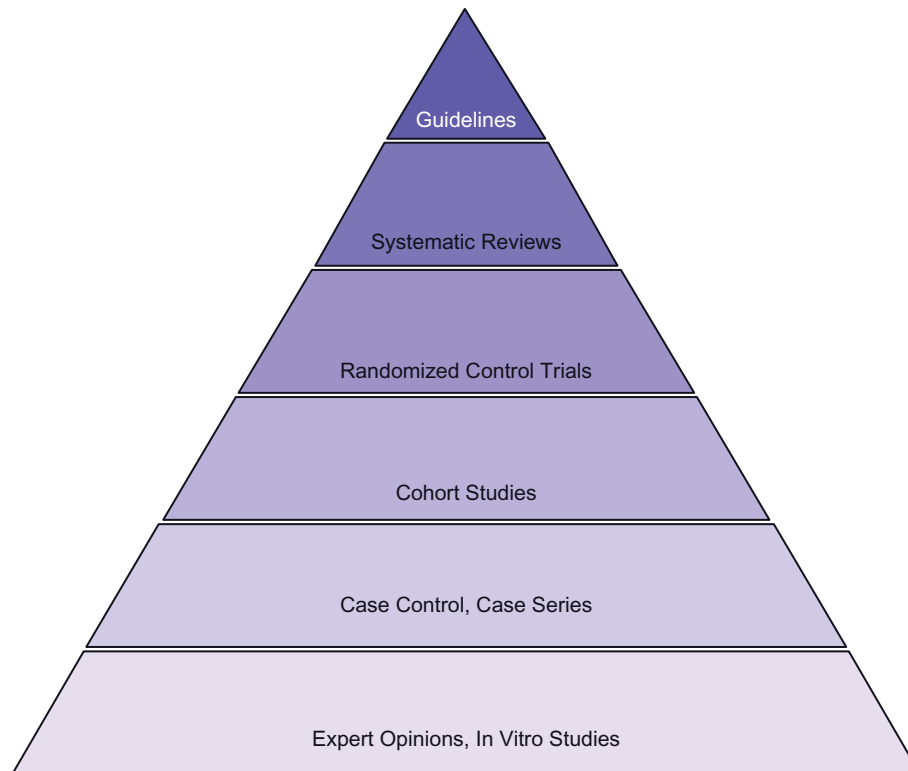 Guidelines
Systematic Reviews
Randomized Control Trials
Cohort Studies
Case Control, Case Series
Expert Opinions, In Vitro Studies